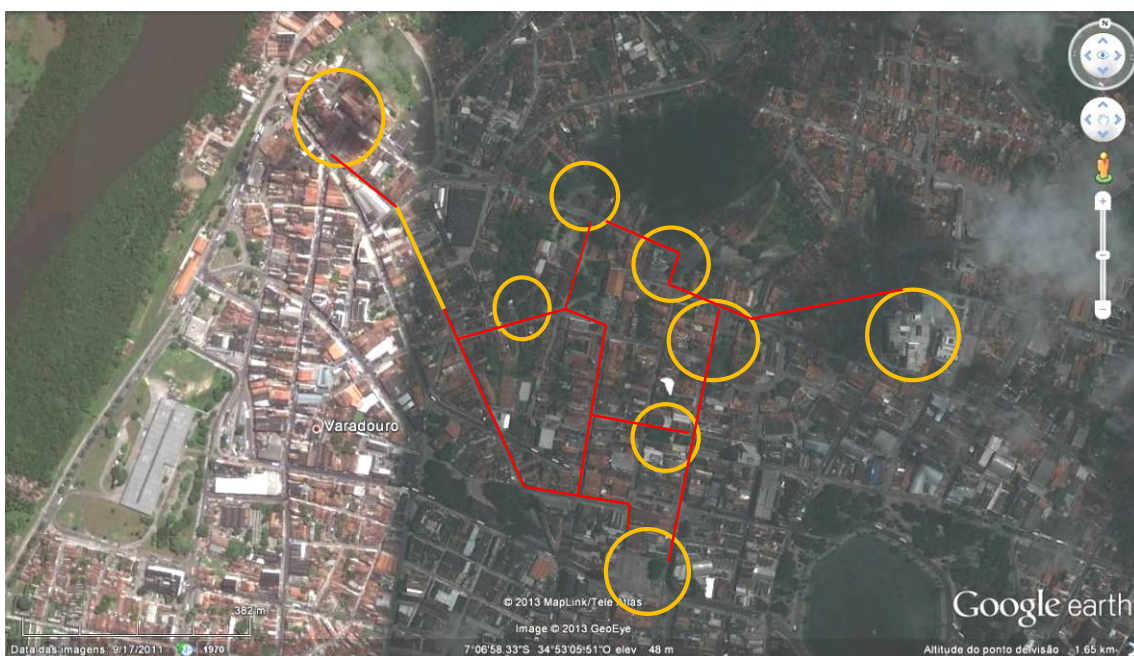 N
Varadouro
382 m
© 2013 MapLink/Tele Atlas
Image © 2013 GeoEye
Google earth
Data das imagens: 9/17/2011 1970 7°06'58.33"S 34°53'05.51"O elev 48 m Altitude do ponto de visão 1.65 km